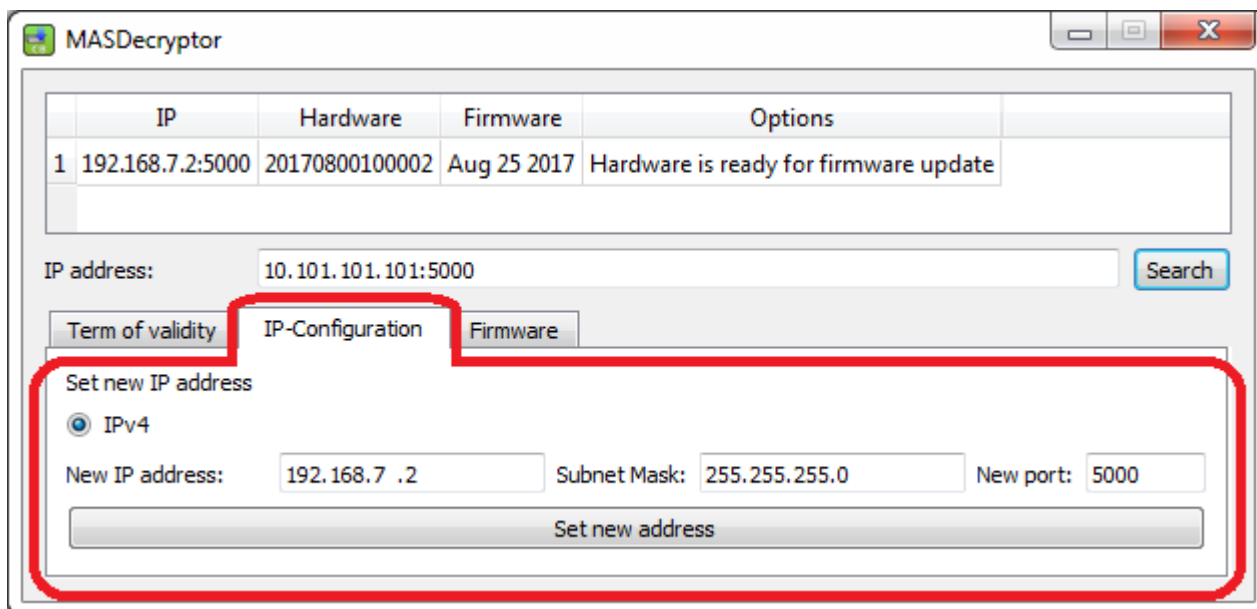 MASDecryptor
IP Hardware Firmware Options
1 192.168.7.2:5000 20170800100002 Aug 25 2017 Hardware is ready for firmware update
IP address: 10.101.101.101:5000 Search
Term of validity IP-Configuration Firmware
Set new IP address
IPv4
New IP address: 192.168.7 .2 Subnet Mask: 255.255.255.0 New port: 5000
Set new address